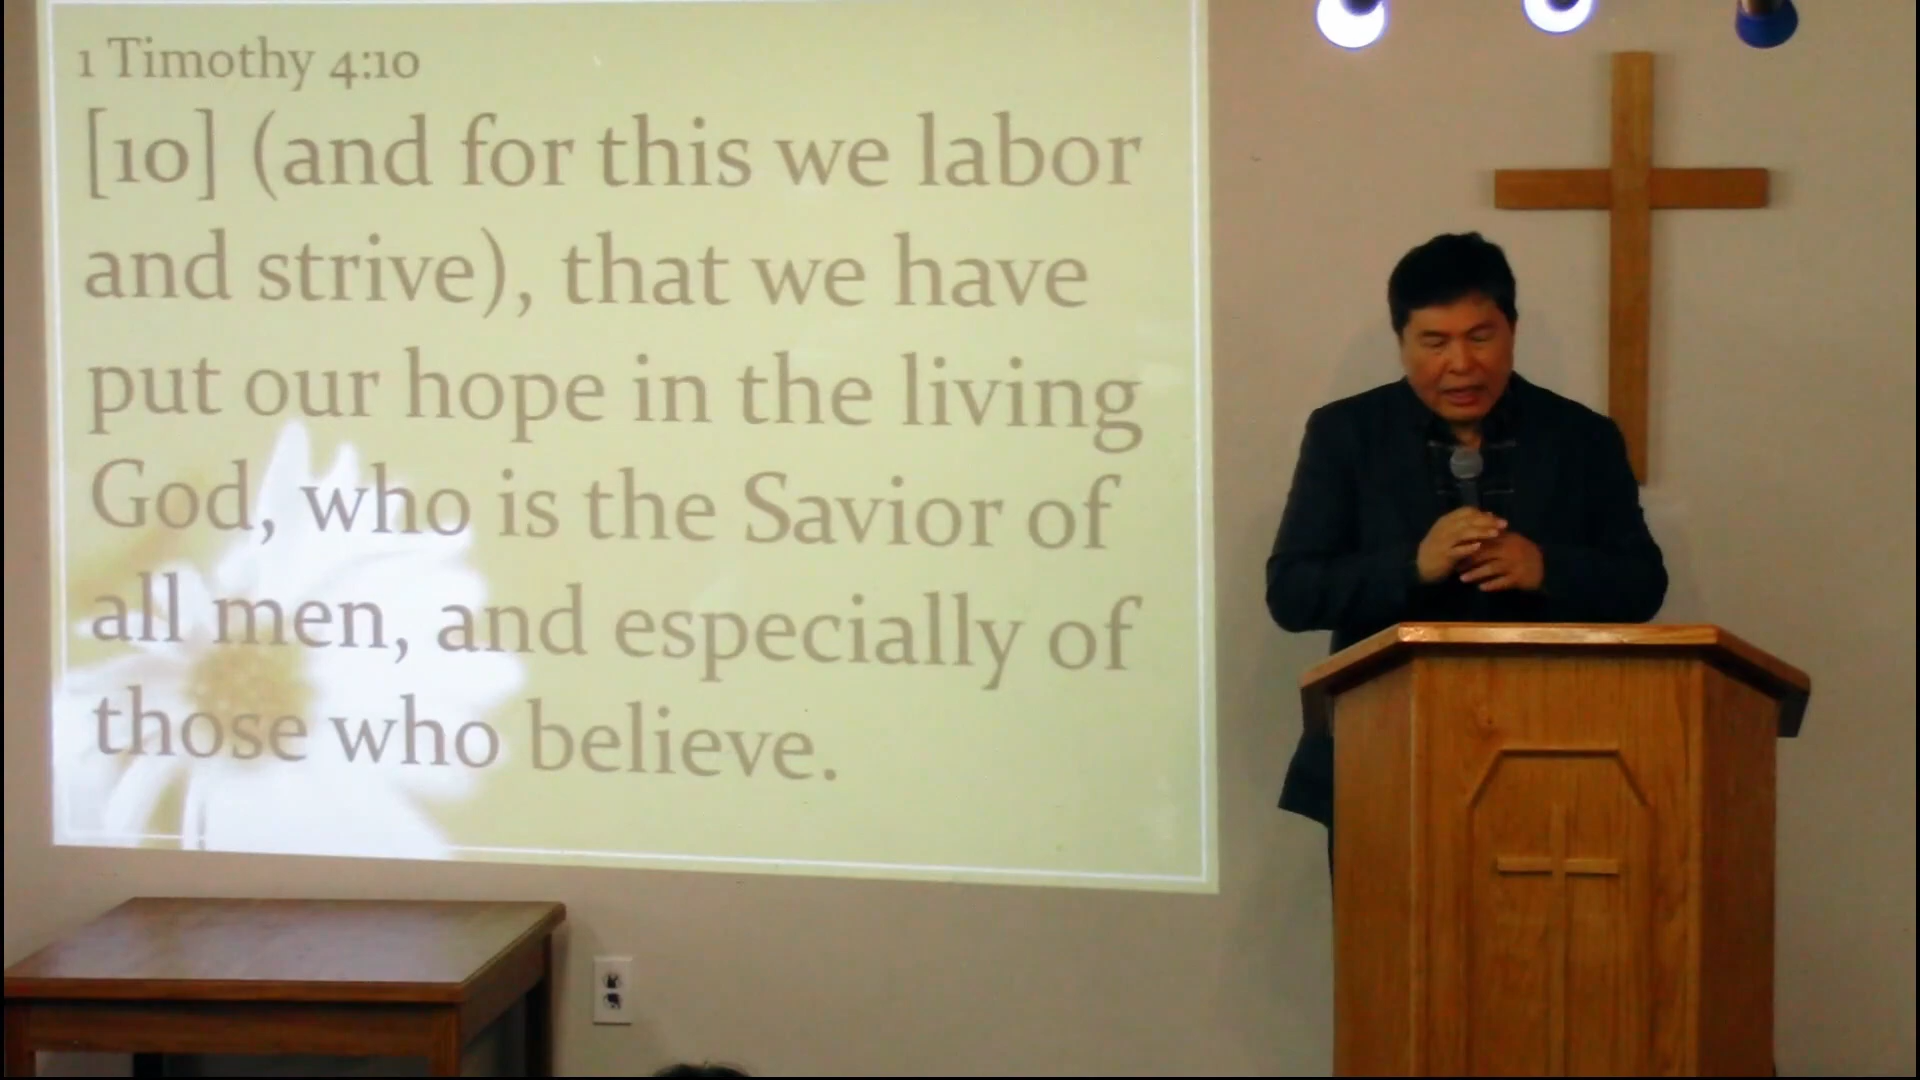 1 Timothy 4:10
[10] (and for this we labor
and strive), that we have
put our hope in the living
God, who is the Savior of
all men, and especially of
those who believe.